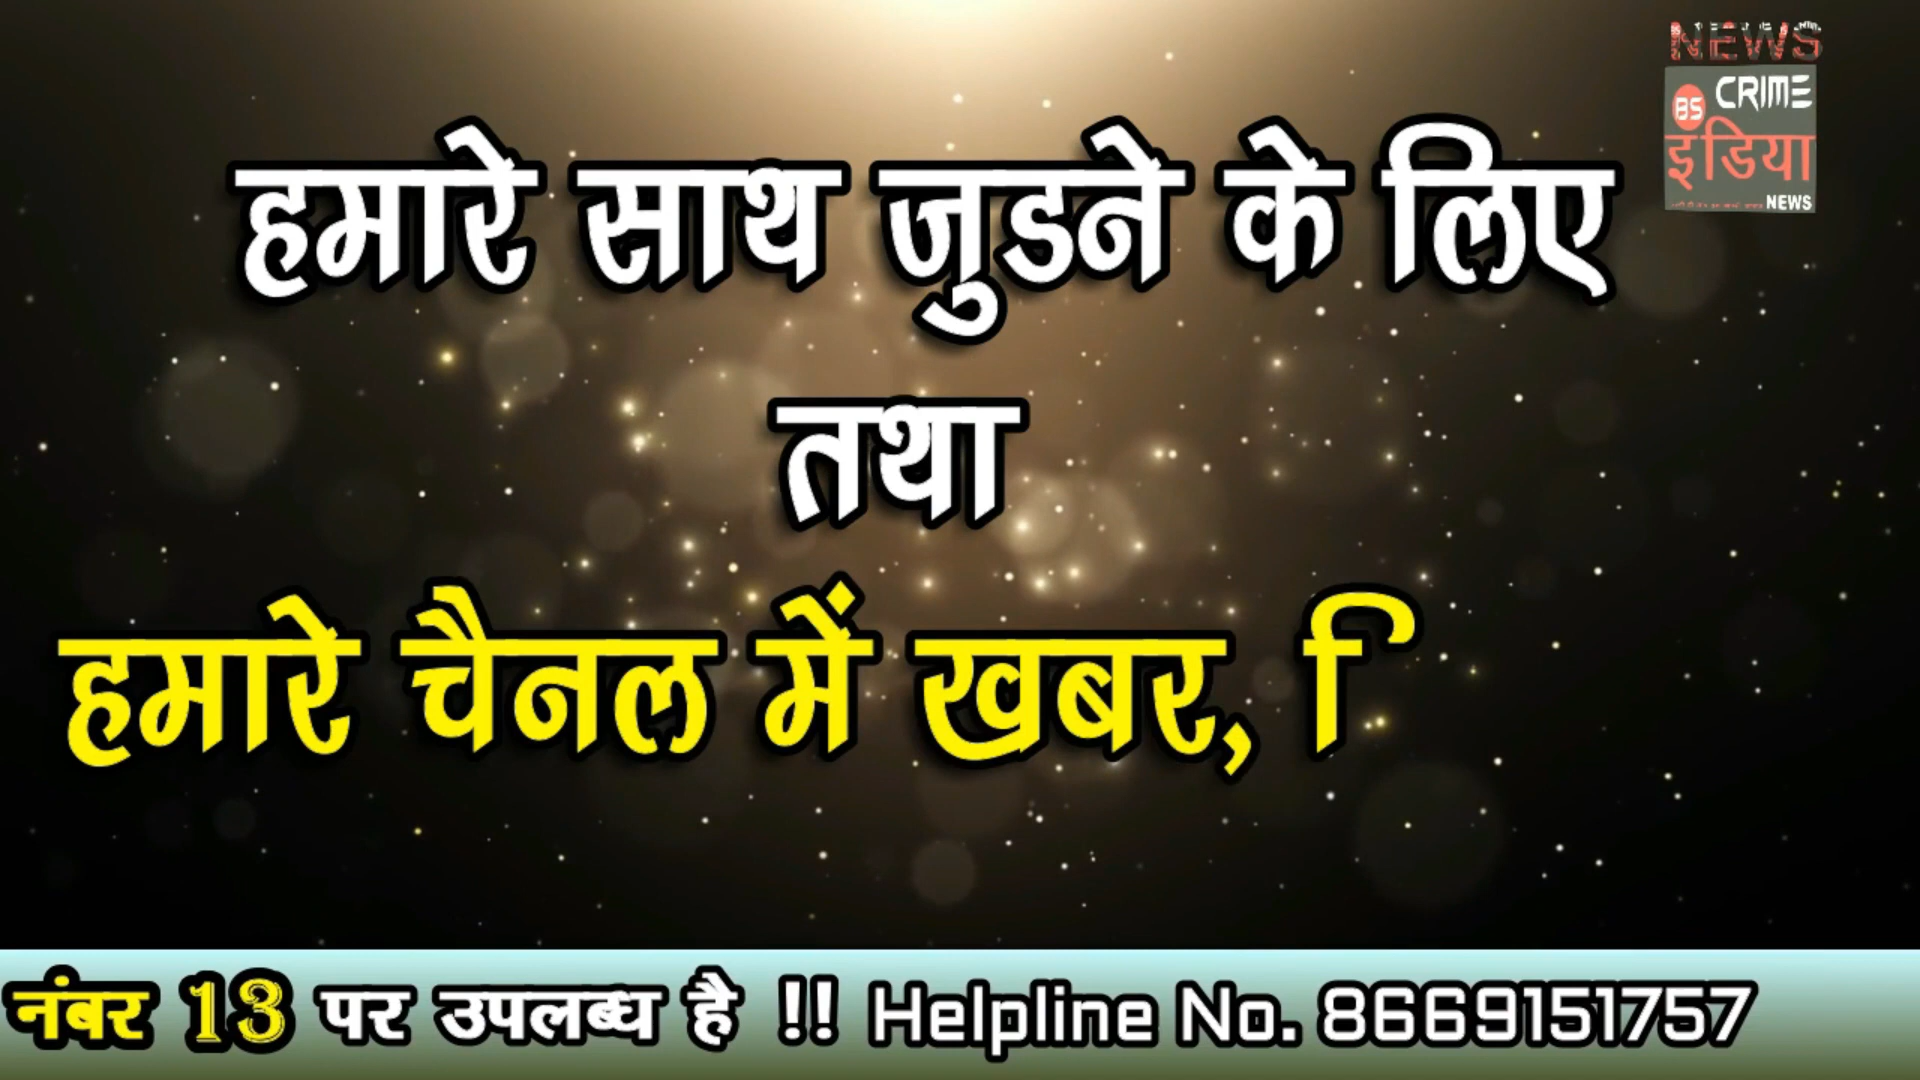 NEWS
BS CRIME
इंडिया
NEWS
हमारे साथ जुडने के लिए
तथा
हमारे चैनल में खबर, ि
नंबर 13 पर उपलब्ध है !! Helpline No. 8669151757